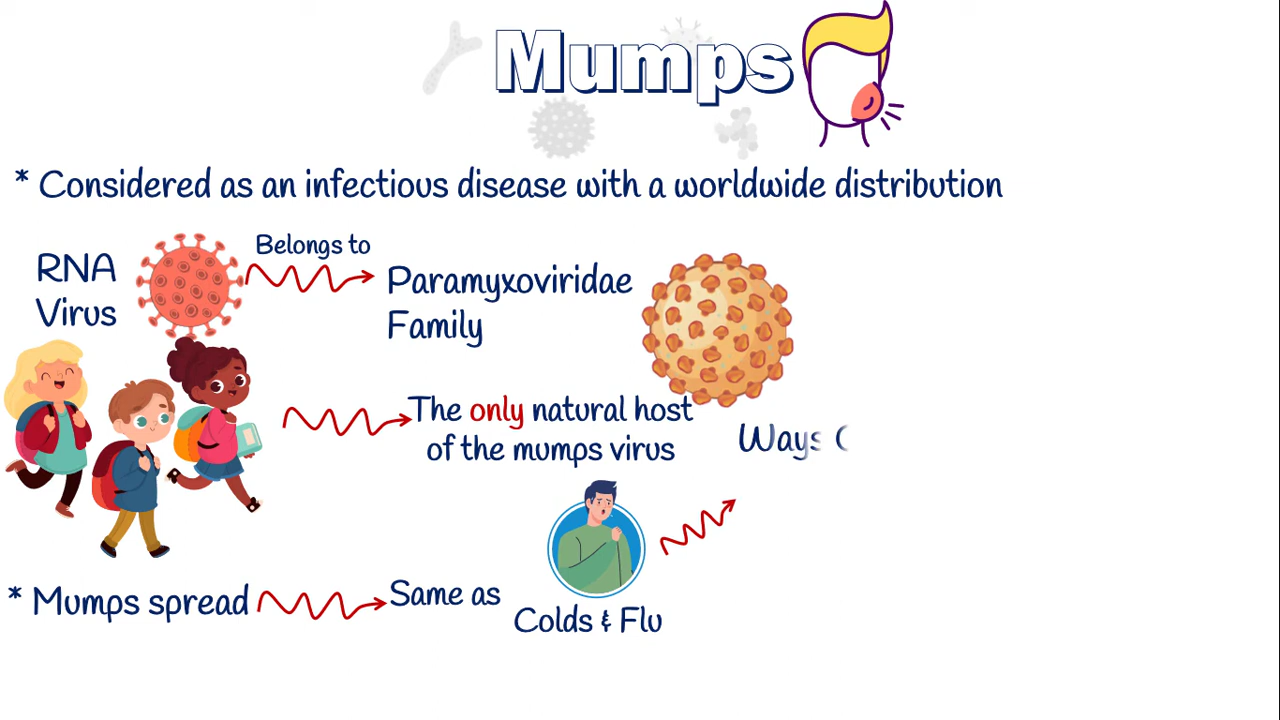 Mumps
* Considered as an infectious disease with a worldwide distribution
RNA
Virus
Belongs to
Paramyxoviridae
Family
The only natural host
of the mumps virus
Ways
* Mumps spread
Same as
Colds & Flu